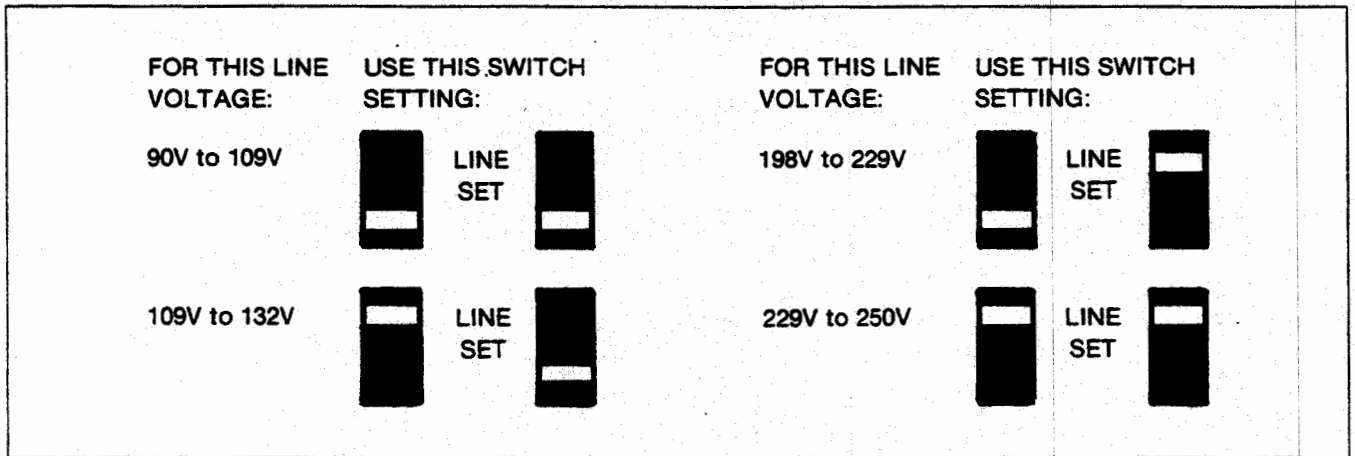 FOR THIS LINE VOLTAGE:
USE THIS SWITCH SETTING:
90V to 109V
LINE
SET
109V to 132V
LINE
SET
FOR THIS LINE VOLTAGE:
USE THIS SWITCH SETTING:
198V to 229V
LINE
SET
229V to 250V
LINE
SET